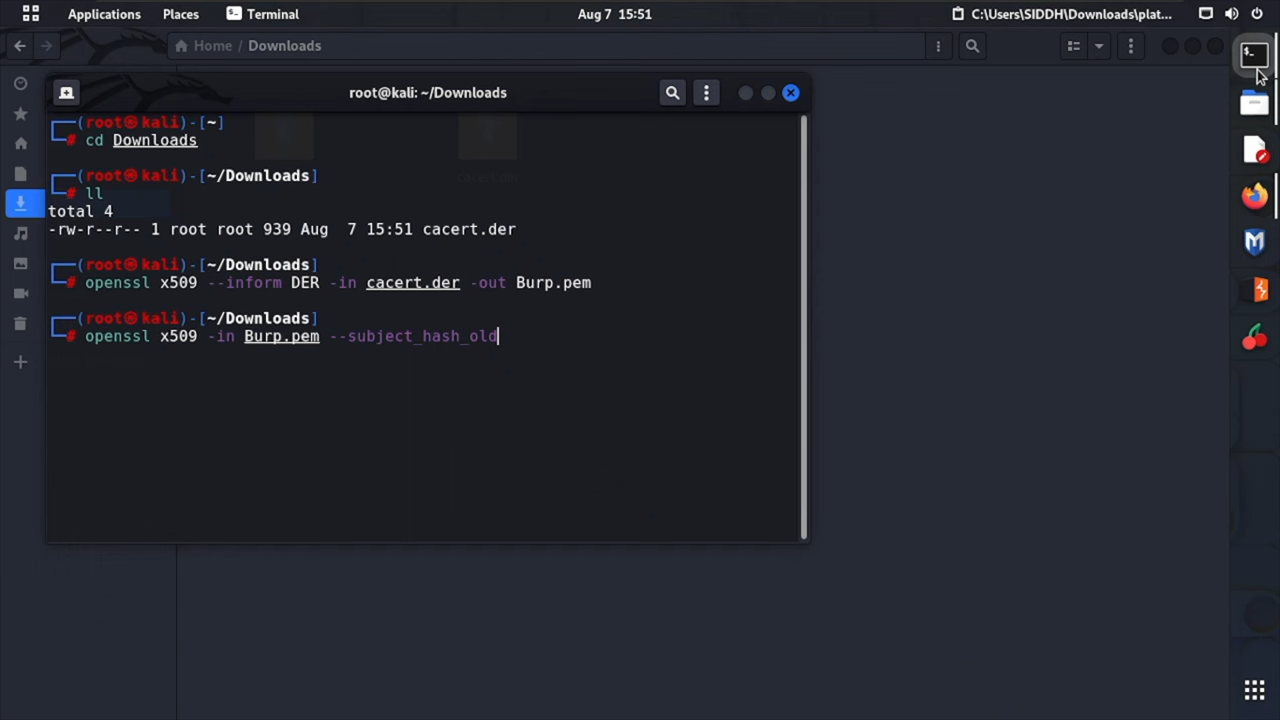 Applications Places Terminal Aug 7 15:51 C:\Users\SIDDH\Downloads\plat...
Home / Downloads
root@kali: ~/Downloads
┌──(root㉿kali)-[~]
└─# cd Downloads
┌──(root㉿kali)-[~/Downloads]
└─# ll
total 4
-rw-r--r-- 1 root root 939 Aug  7 15:51 cacert.der
┌──(root㉿kali)-[~/Downloads]
└─# openssl x509 --inform DER -in cacert.der -out Burp.pem
┌──(root㉿kali)-[~/Downloads]
└─# openssl x509 -in Burp.pem --subject_hash_old